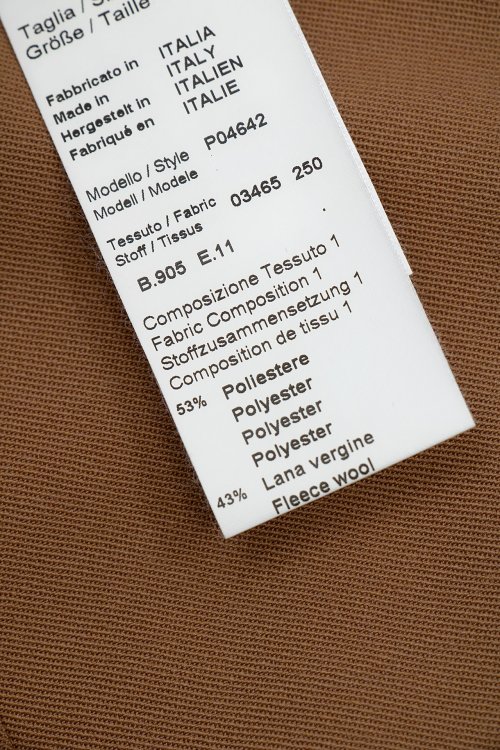 Taglia /
Größe / Taille
Fabbricato in ITALIA
Made in ITALY
Hergestelt in ITALIEN
Fabriqué en ITALIE
Modello / Style P04642
Modell / Modele
Tessuto / Fabric 03465 250
Stoff / Tissus
B.905 E.11
Composizione Tessuto 1
Fabric Composition 1
Stoffzusammensetzung 1
Composition de tissu 1
53% Poliestere
Polyester
Polyester
Polyester
43% Lana vergine
Fleece wool